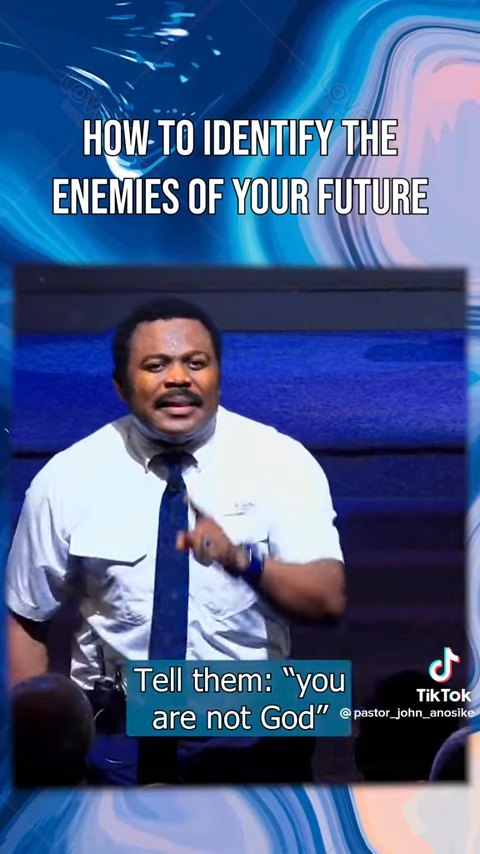 HOW TO IDENTIFY THE
ENEMIES OF YOUR FUTURE
Tell them: “you
are not God”
TikTok
@pastor_john_anosike